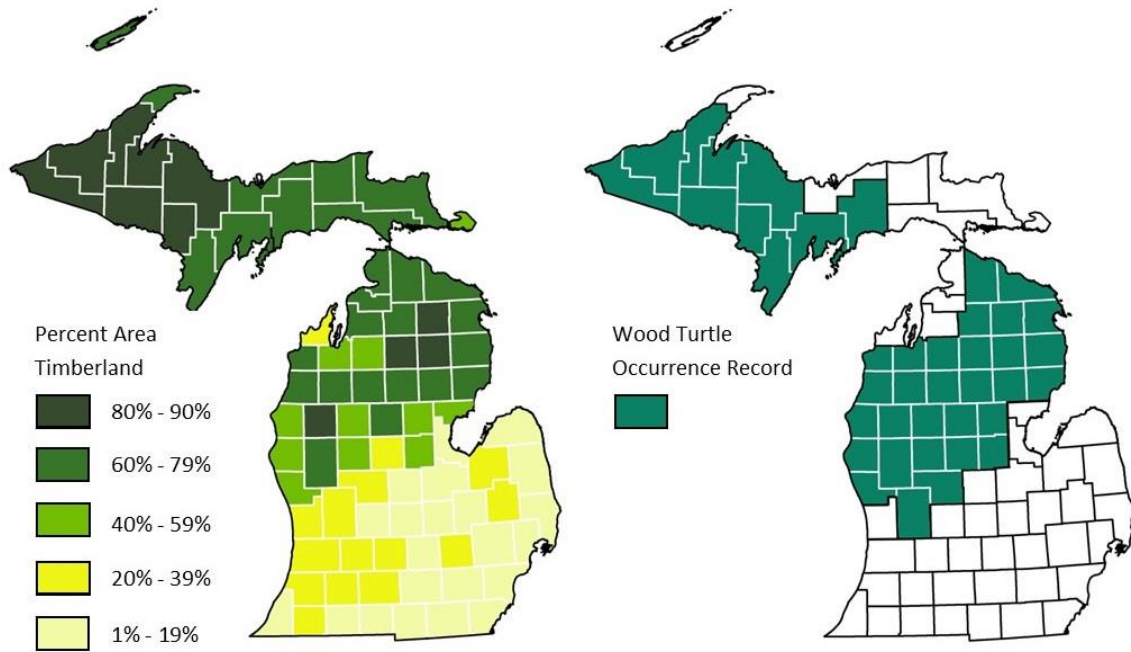 Percent Area
Timberland
80% - 90%
60% - 79%
40% - 59%
20% - 39%
1% - 19%
Wood Turtle
Occurrence Record